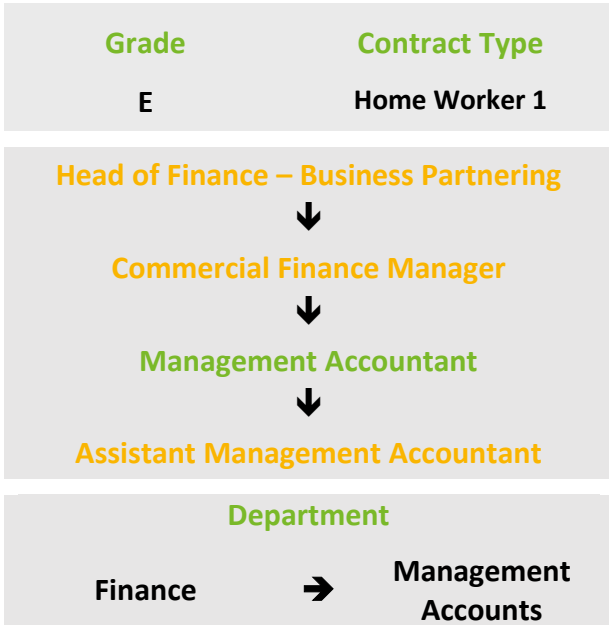 Grade Contract Type
E Home Worker 1
Head of Finance – Business Partnering
Commercial Finance Manager
Management Accountant
Assistant Management Accountant
Department
Finance ➔ Management
Accounts